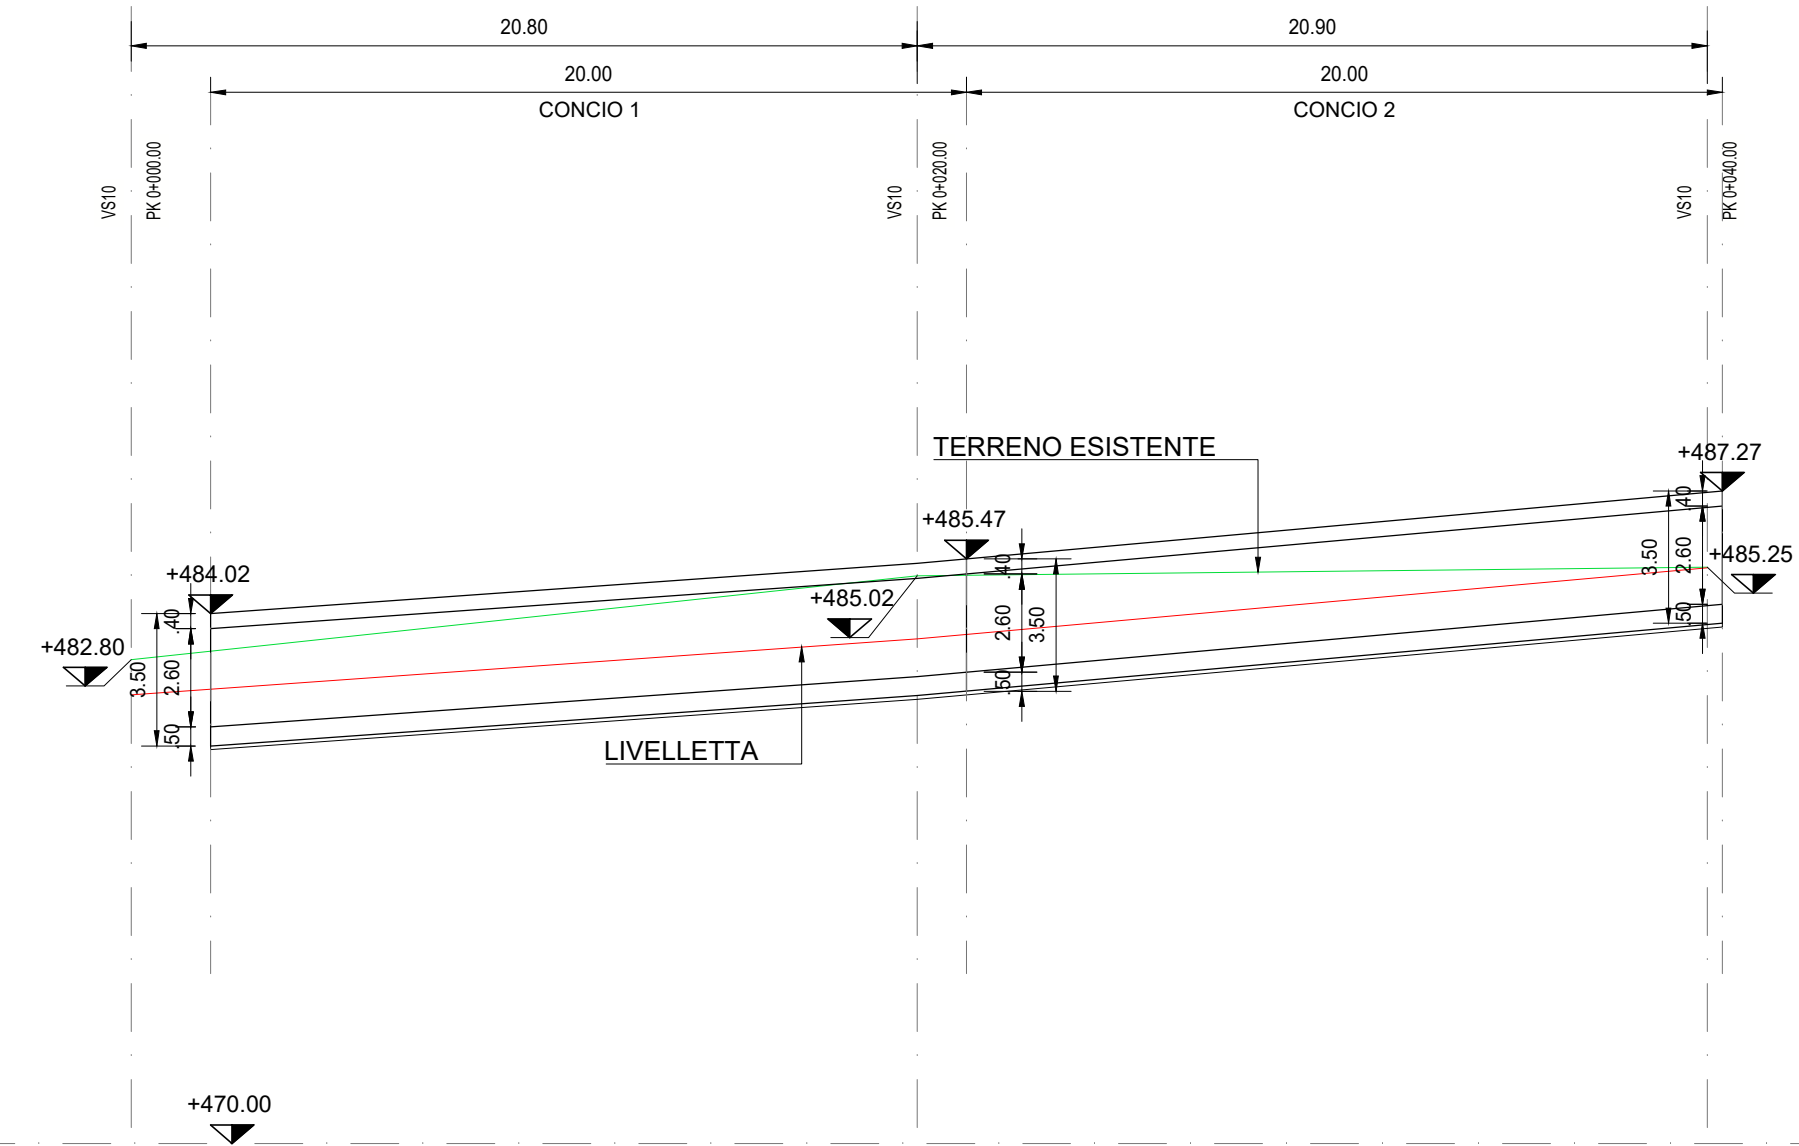 20.80
20.90
20.00
20.00
CONCIO 1
CONCIO 2
VS10
PK 0+000.00
VS10
PK 0+020.00
VS10
PK 0+040.00
TERRENO ESISTENTE
+487.27
+485.47
+484.02
+485.02
+485.25
+482.80
.40
2.60
3.50
.50
.40
2.60
3.50
.50
.40
2.60
3.50
.50
LIVELLETTA
+470.00